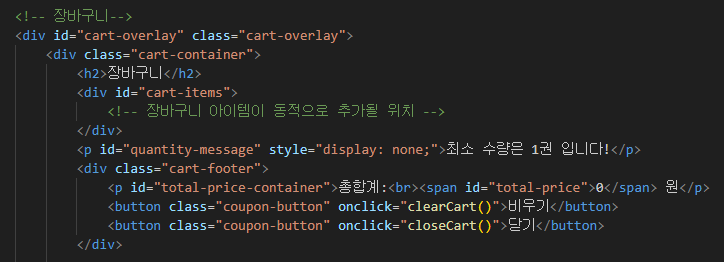 <!-- 장바구니-->
<div id="cart-overlay" class="cart-overlay">
<div class="cart-container">
<h2>장바구니</h2>
<div id="cart-items">
<!-- 장바구니 아이템이 동적으로 추가될 위치 -->
</div>
<p id="quantity-message" style="display: none;">최소 수량은 1권 입니다!</p>
<div class="cart-footer">
<p id="total-price-container">총합계:<br><span id="total-price">0</span> 원</p>
<button class="coupon-button" onclick="clearCart()">비우기</button>
<button class="coupon-button" onclick="closeCart()">닫기</button>
</div>